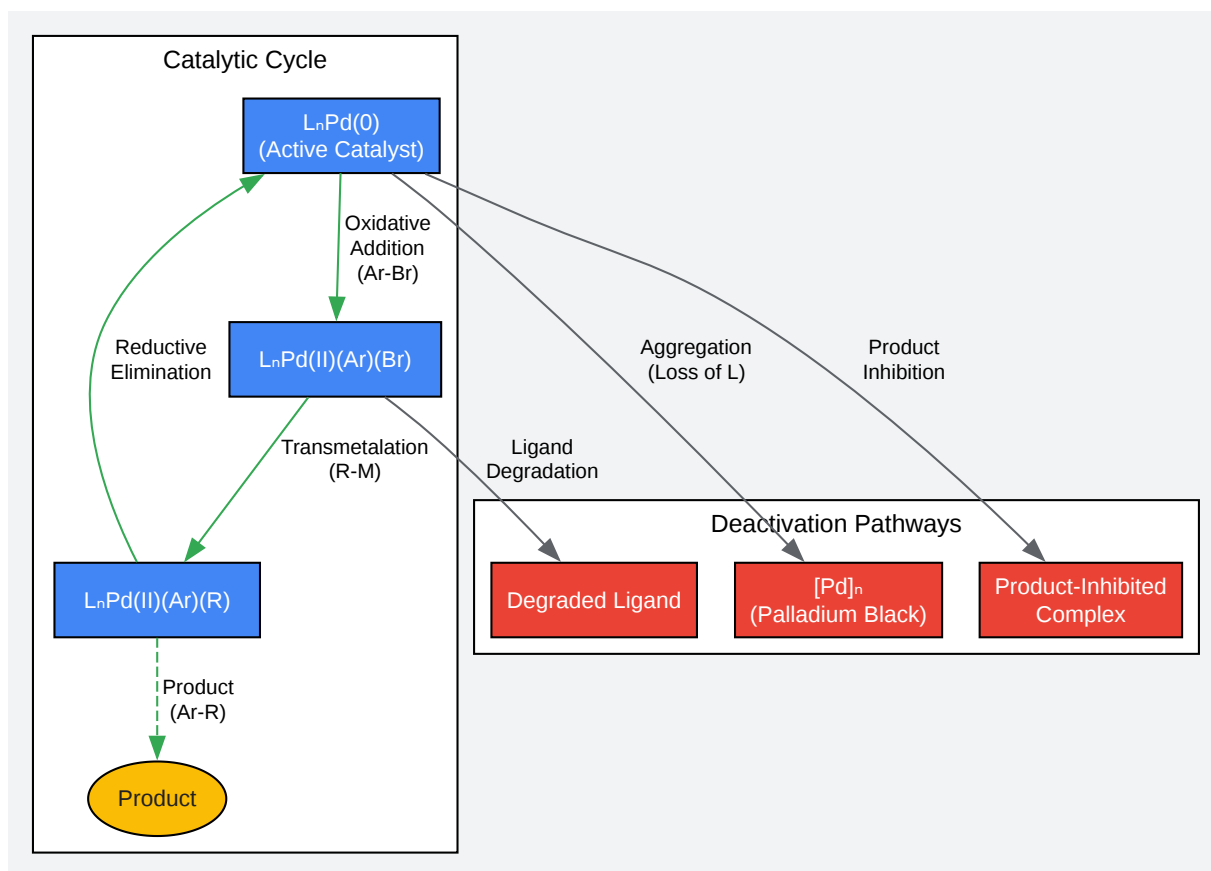 Catalytic Cycle
LₙPd(0)
(Active Catalyst)
Oxidative
Addition
(Ar-Br)
LₙPd(II)(Ar)(Br)
Reductive
Elimination
Transmetalation
(R-M)
LₙPd(II)(Ar)(R)
Product
(Ar-R)
Product
Aggregation
(Loss of L)
Product
Inhibition
Ligand
Degradation
Deactivation Pathways
Degraded Ligand
[Pd]ₙ
(Palladium Black)
Product-Inhibited
Complex